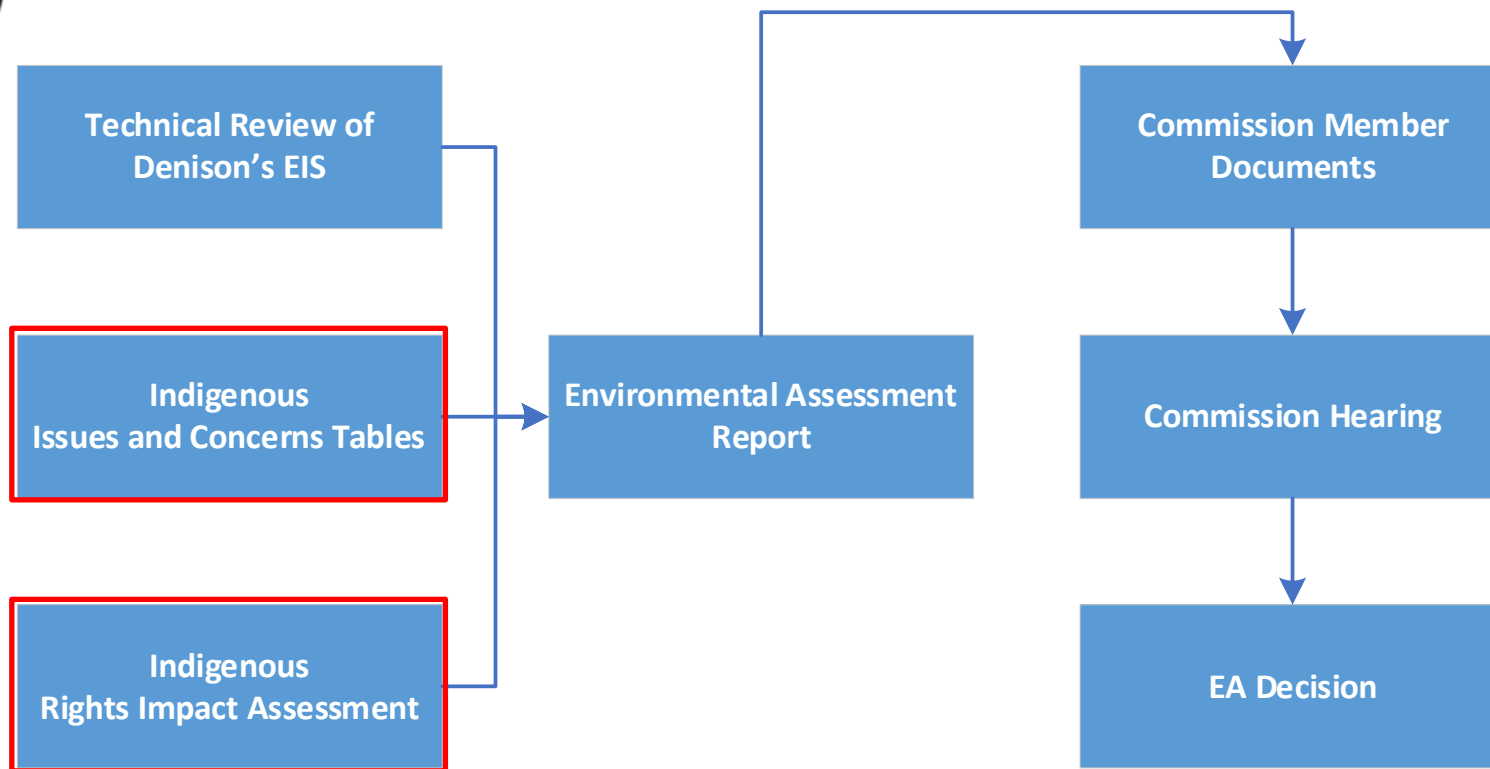 Technical Review of
Denison’s EIS
Indigenous
Issues and Concerns Tables
Indigenous
Rights Impact Assessment
Environmental Assessment
Report
Commission Member
Documents
Commission Hearing
EA Decision